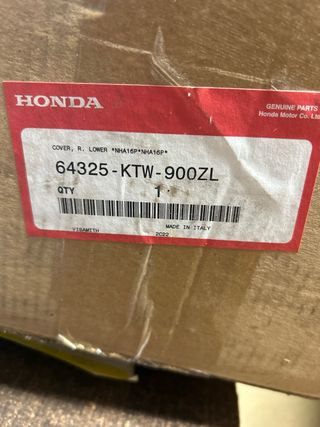 HONDA
GENUINE PARTS
Honda Motor Co. Ltd
COVER, R. LOWER *NHA16P*NHA16P*
64325-KTW-900ZL
QTY 1
VISAMITH MADE IN ITALY
2022